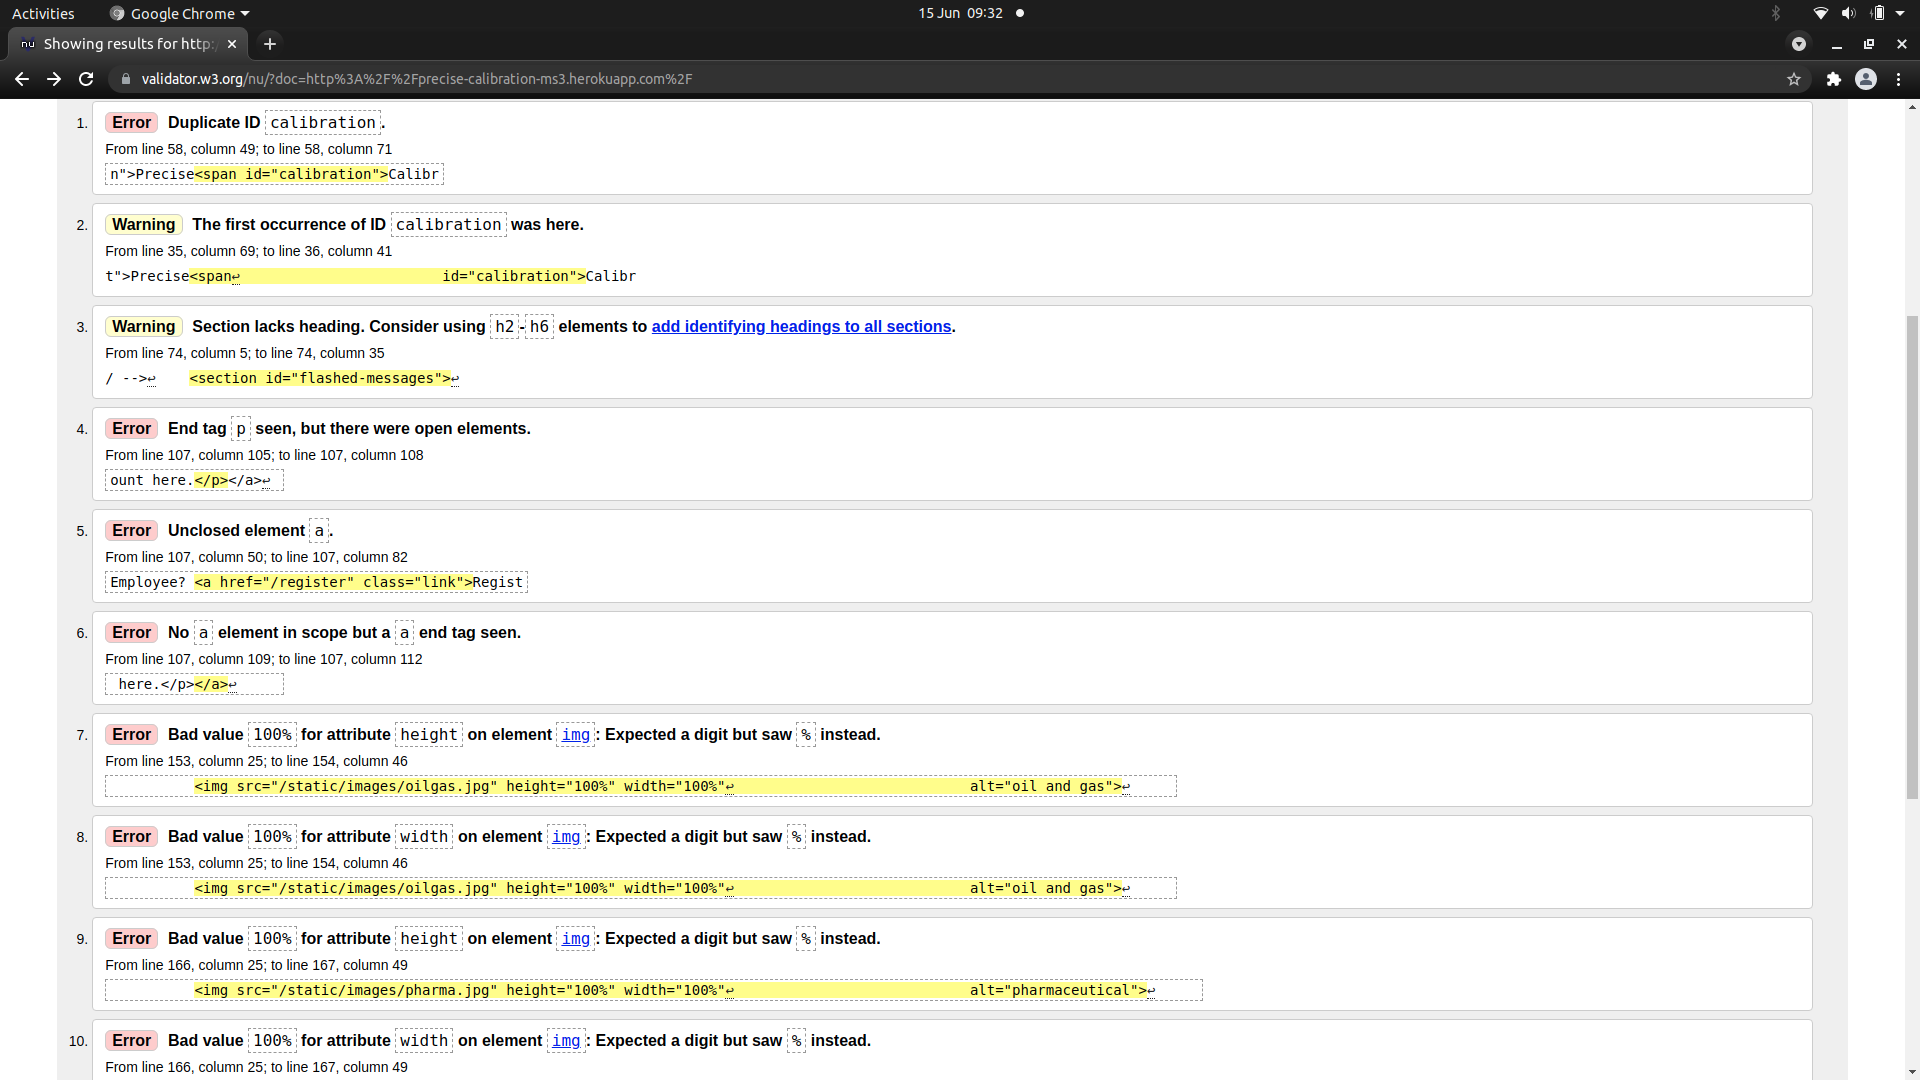 Activities
Google Chrome
15 Jun 09:32
nu
Showing results for http:/
validator.w3.org/nu/?doc=http%3A%2F%2Fprecise-calibration-ms3.herokuapp.com%2F
1. Error Duplicate ID calibration.
From line 58, column 49; to line 58, column 71
n">Precise<span id="calibration">Calibr
2. Warning The first occurrence of ID calibration was here.
From line 35, column 69; to line 36, column 41
t">Precise<span↩ id="calibration">Calibr
3. Warning Section lacks heading. Consider using h2-h6 elements to add identifying headings to all sections.
From line 74, column 5; to line 74, column 35
/ -->↩ <section id="flashed-messages">↩
4. Error End tag p seen, but there were open elements.
From line 107, column 105; to line 107, column 108
ount here.</p></a>↩
5. Error Unclosed element a.
From line 107, column 50; to line 107, column 82
Employee? <a href="/register" class="link">Regist
6. Error No a element in scope but a a end tag seen.
From line 107, column 109; to line 107, column 112
here.</p></a>↩
7. Error Bad value 100% for attribute height on element img: Expected a digit but saw % instead.
From line 153, column 25; to line 154, column 46
<img src="/static/images/oilgas.jpg" height="100%" width="100%"↩ alt="oil and gas">↩
8. Error Bad value 100% for attribute width on element img: Expected a digit but saw % instead.
From line 153, column 25; to line 154, column 46
<img src="/static/images/oilgas.jpg" height="100%" width="100%"↩ alt="oil and gas">↩
9. Error Bad value 100% for attribute height on element img: Expected a digit but saw % instead.
From line 166, column 25; to line 167, column 49
<img src="/static/images/pharma.jpg" height="100%" width="100%"↩ alt="pharmaceutical">↩
10. Error Bad value 100% for attribute width on element img: Expected a digit but saw % instead.
From line 166, column 25; to line 167, column 49